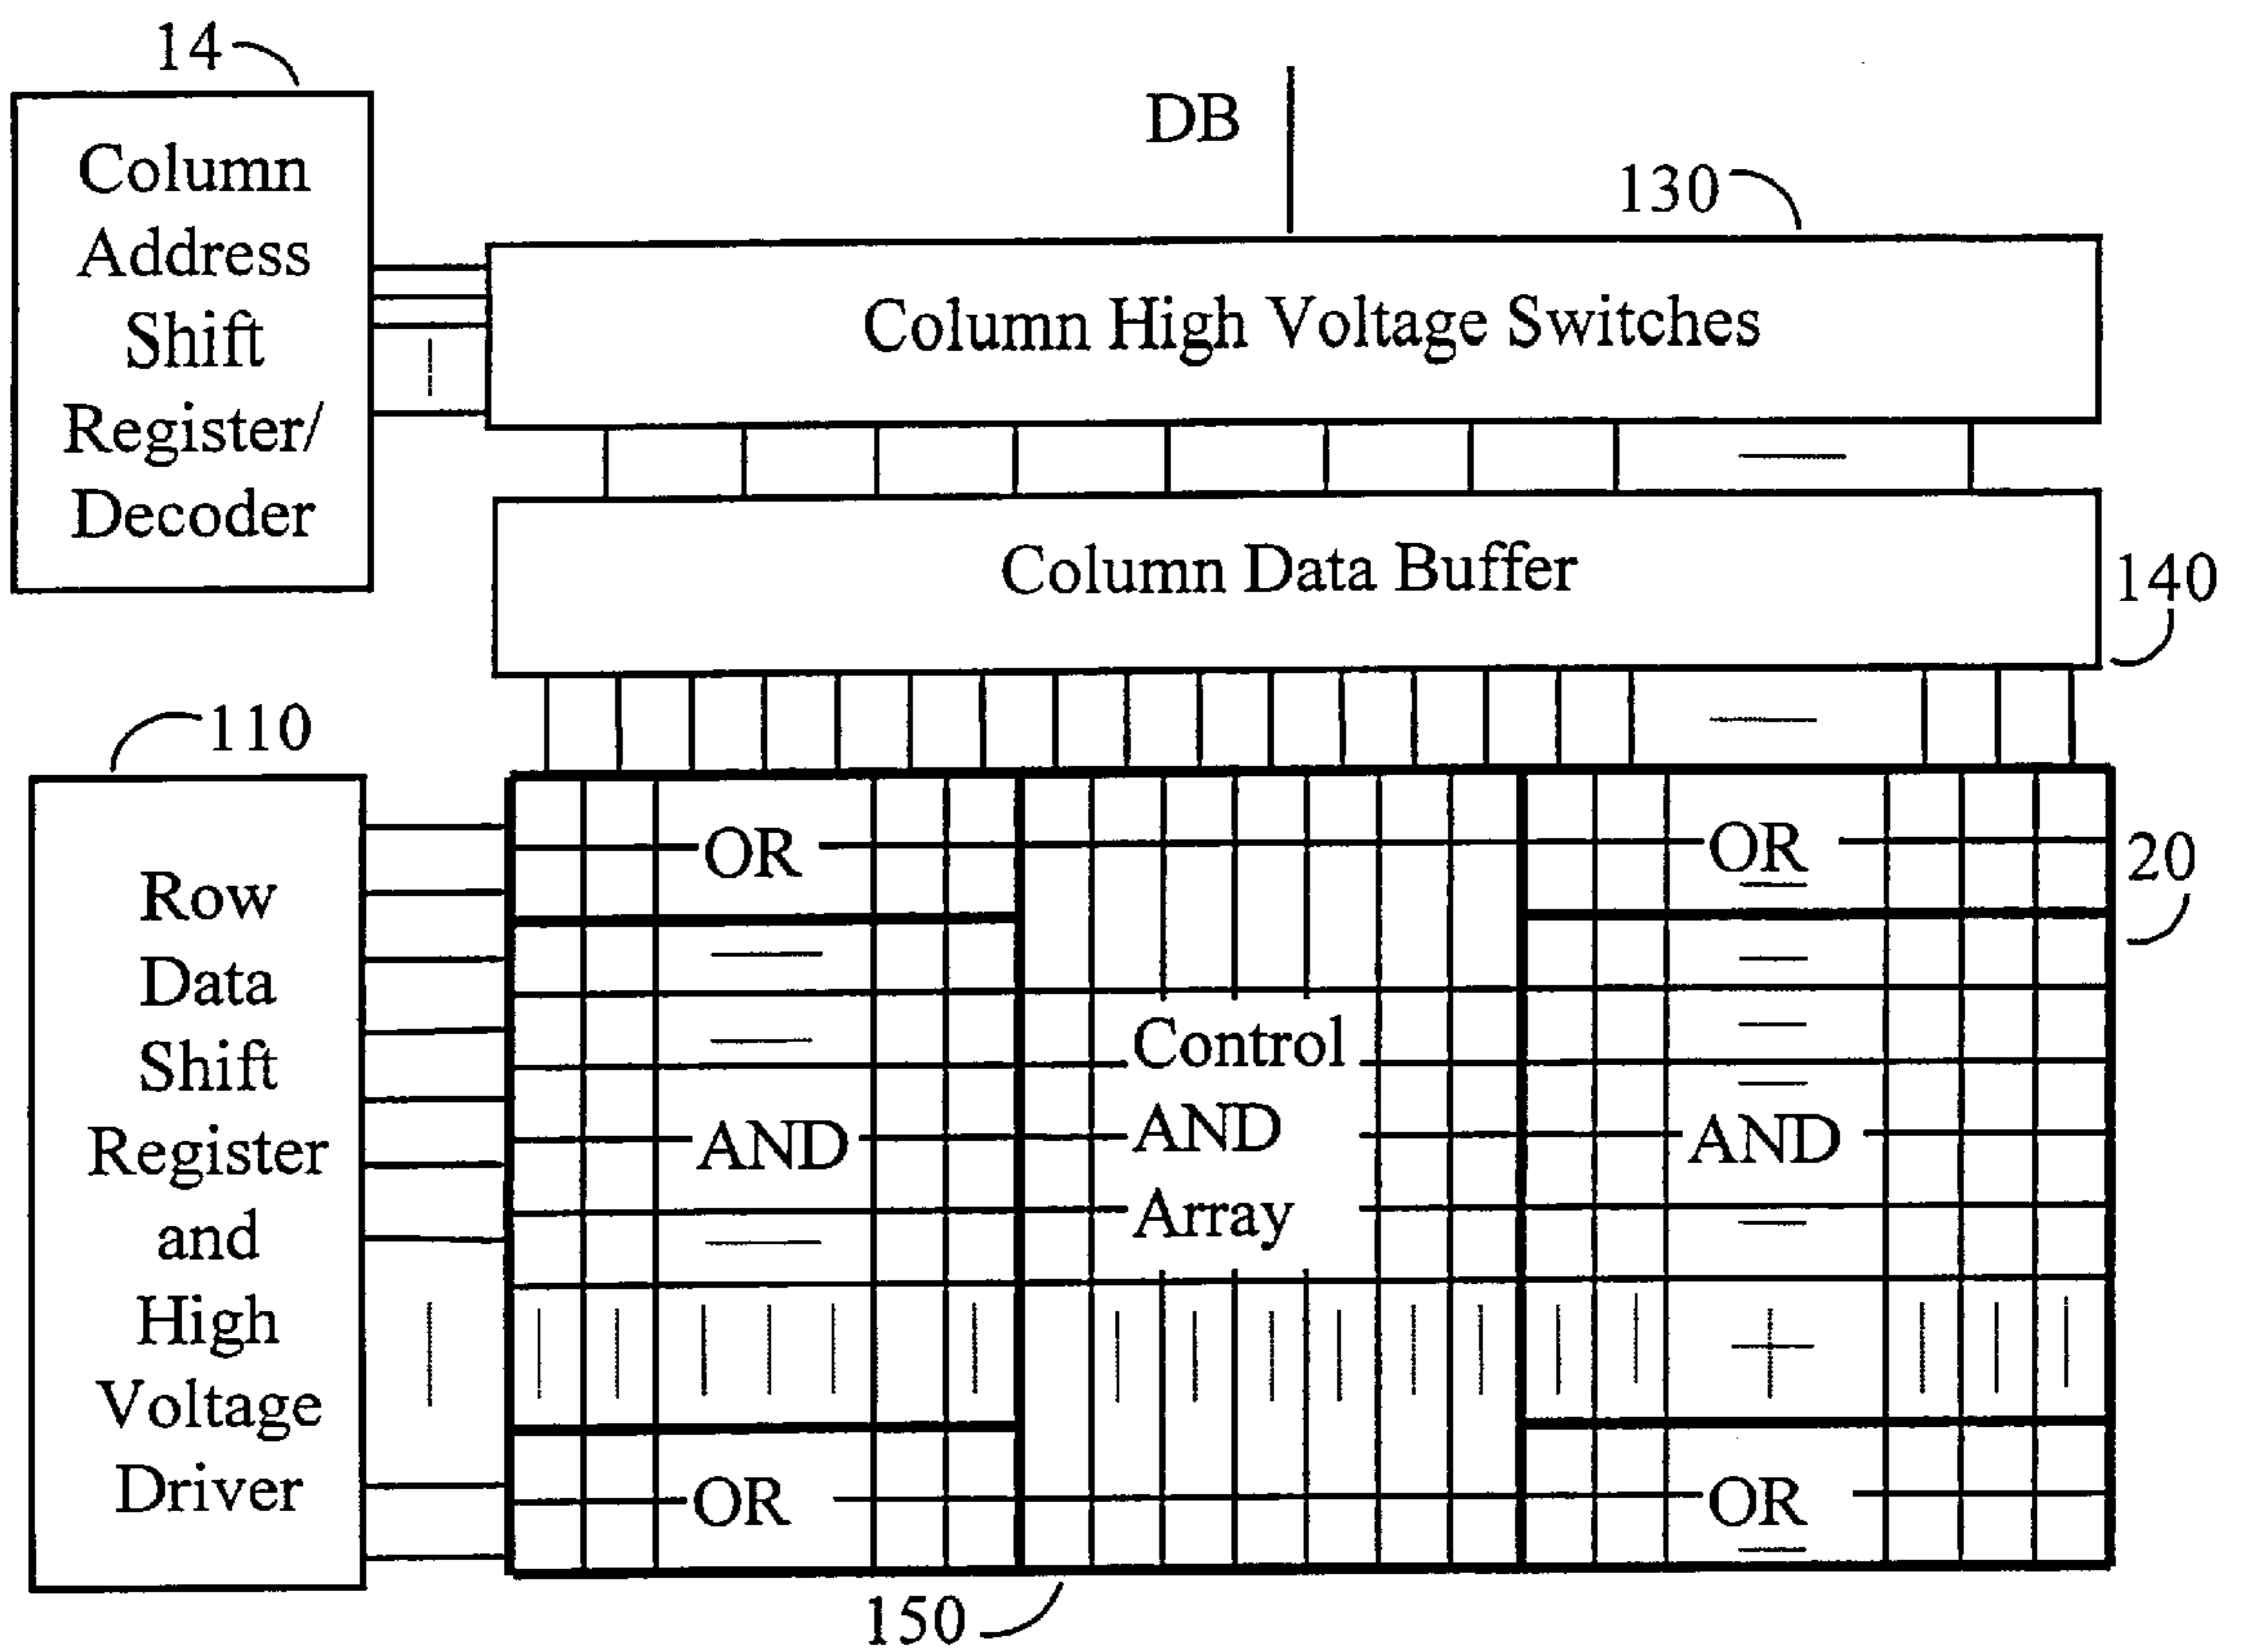 14
Column
Address
Shift
Register/
Decoder
DB
130
Column High Voltage Switches
Column Data Buffer
140
110
Row
Data
Shift
Register
and
High
Voltage
Driver
OR
OR
20
Control
AND
Array
AND
AND
OR
OR
150